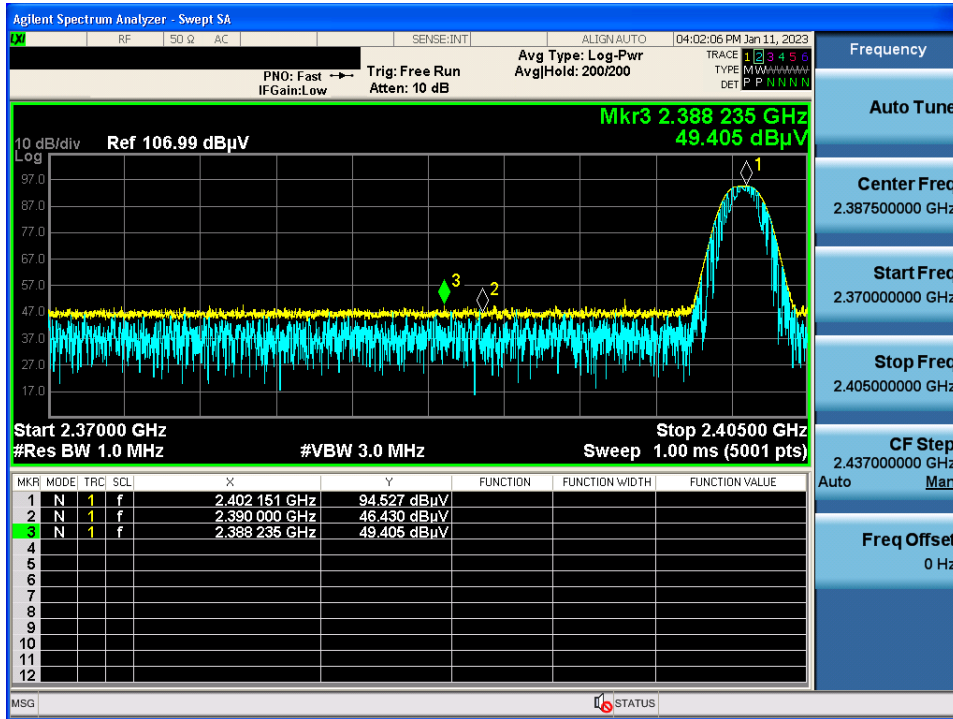 Agilent Spectrum Analyzer - Swept SA
LXI RF 50 Ω AC SENSE:INT ALIGN AUTO 04:02:06 PM Jan 11, 2023
Frequency
PNO: Fast Trig: Free Run Avg Type: Log-Pwr TRACE 1 2 3 4 5 6
IFGain:Low Atten: 10 dB Avg|Hold: 200/200 TYPE M W W W W W
DET P P N N N N
Auto Tune
Mkr3 2.388 235 GHz
10 dB/div Ref 106.99 dBµV 49.405 dBµV
Log
97.0
87.0
77.0
67.0
57.0
47.0
37.0
27.0
17.0
1
2
3
Center Freq
2.387500000 GHz
Start Freq
2.370000000 GHz
Stop Freq
2.405000000 GHz
Start 2.37000 GHz Stop 2.40500 GHz
#Res BW 1.0 MHz #VBW 3.0 MHz Sweep 1.00 ms (5001 pts)
CF Step
2.437000000 GHz
Auto Man
Freq Offset
0 Hz
MKR MODE TRC SCL X Y FUNCTION FUNCTION WIDTH FUNCTION VALUE
1 N 1 f 2.402 151 GHz 94.527 dBµV
2 N 1 f 2.390 000 GHz 46.430 dBµV
3 N 1 f 2.388 235 GHz 49.405 dBµV
4
5
6
7
8
9
10
11
12
MSG STATUS